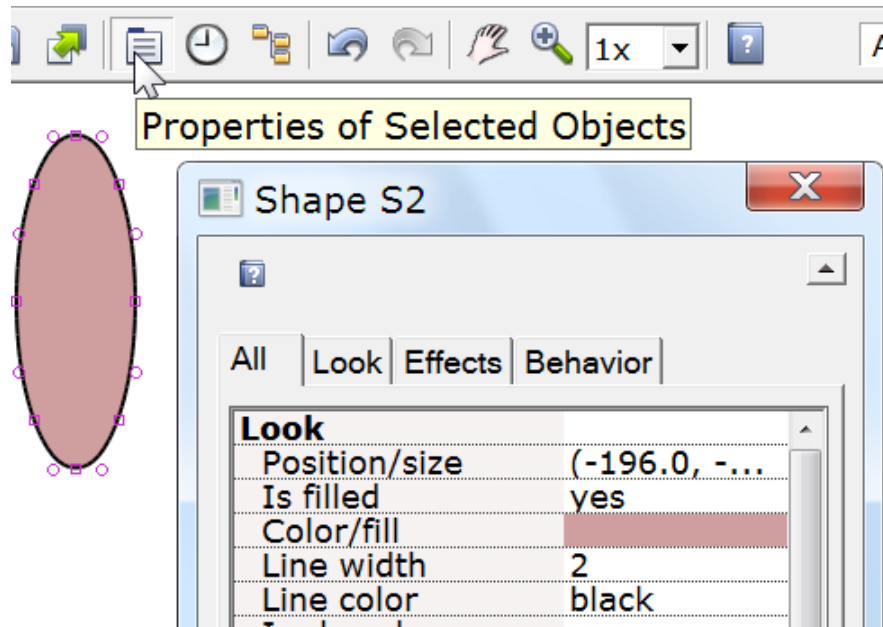 1x
A
Properties of Selected Objects
Shape S2
All Look Effects Behavior
Look
Position/size (-196.0, -...
Is filled yes
Color/fill
Line width 2
Line color black